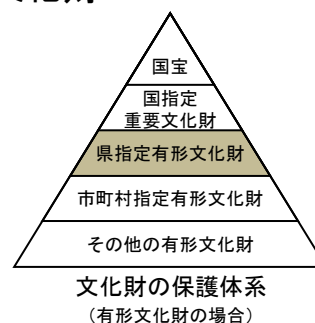 国宝
国指定
重要文化財
県指定有形文化財
市町村指定有形文化財
その他の有形文化財
文化財の保護体系
（有形文化財の場合）